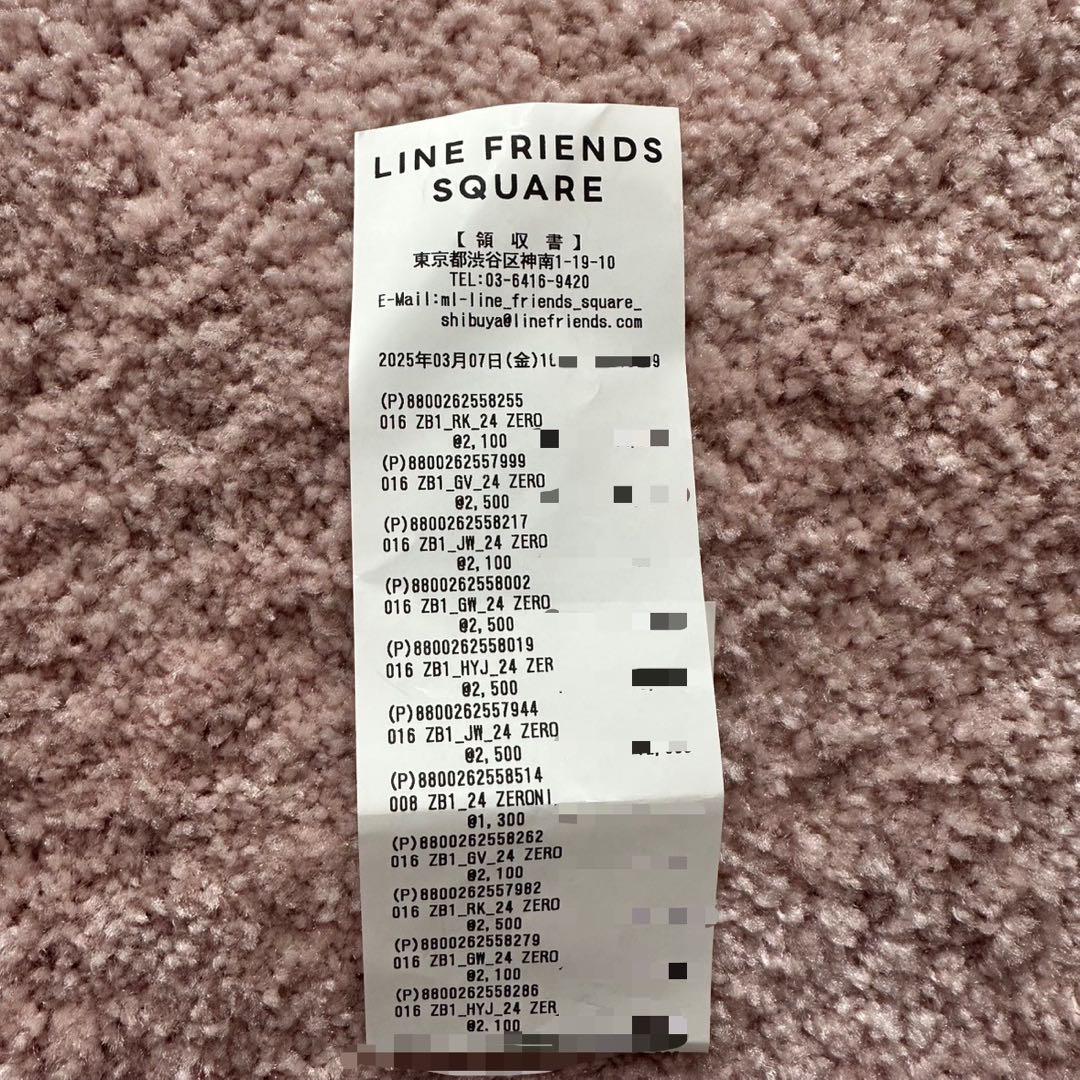 LINE FRIENDS
SQUARE
【 領 収 書 】
東京都渋谷区神南1-19-10
TEL:03-6416-9420
E-Mail:ml-line_friends_square_
shibuya@linefriends.com
2025年03月07日(金)
(P)8800262558255
016 ZB1_RK_24 ZERO
@2,100
(P)8800262557999
016 ZB1_GV_24 ZERO
@2,500
(P)8800262558217
016 ZB1_JW_24 ZERO
@2,100
(P)8800262558002
016 ZB1_GW_24 ZERO
@2,500
(P)8800262558019
016 ZB1_HYJ_24 ZER
@2,500
(P)8800262557944
016 ZB1_JW_24 ZERO
@2,500
(P)8800262558514
008 ZB1_24 ZERONI
@1,300
(P)8800262558262
016 ZB1_GV_24 ZERO
@2,100
(P)8800262557982
016 ZB1_RK_24 ZERO
@2,500
(P)8800262558279
016 ZB1_GW_24 ZERO
@2,100
(P)8800262558286
016 ZB1_HYJ_24 ZER
@2,100